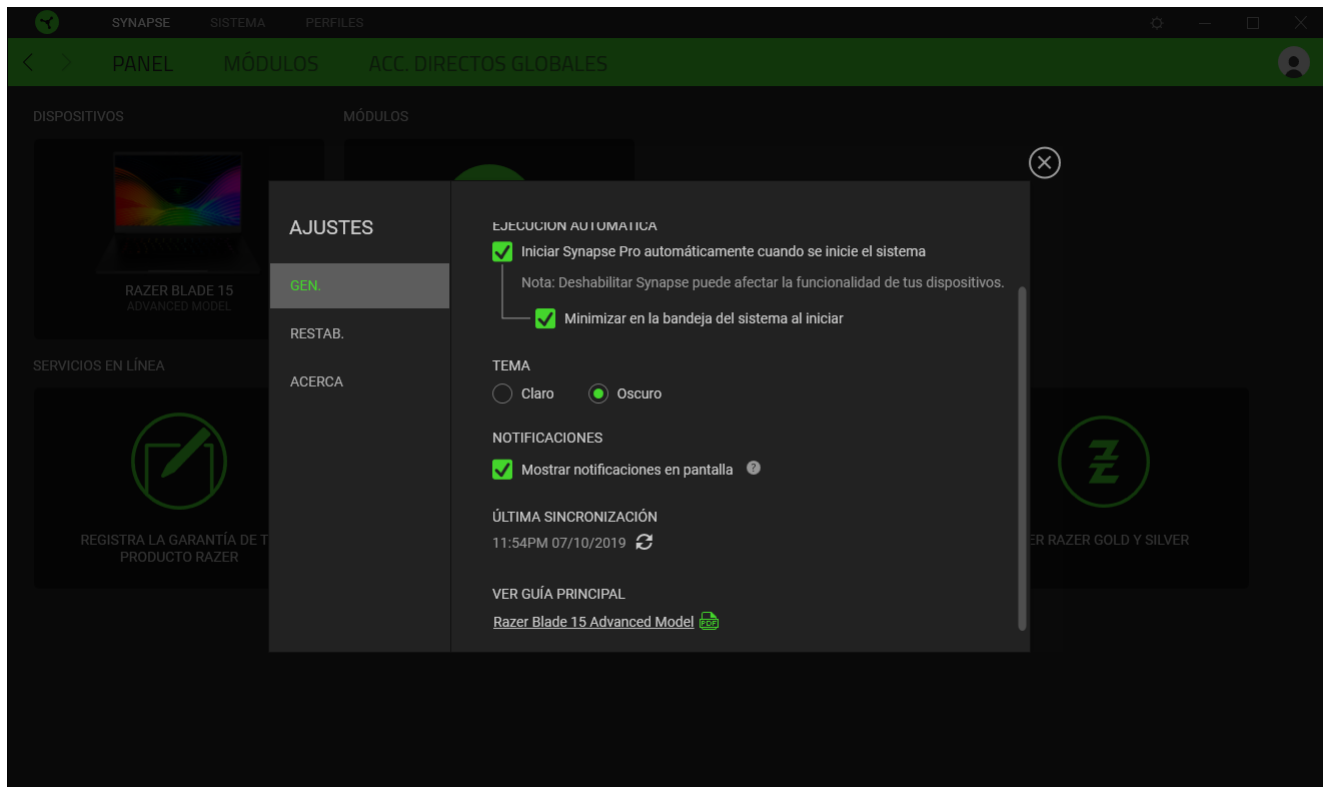 SYNAPSE SISTEMA PERFILES
PANEL MÓDULOS ACC. DIRECTOS GLOBALES
DISPOSITIVOS MÓDULOS
RAZER BLADE 15
ADVANCED MODEL
SERVICIOS EN LÍNEA
REGISTRA LA GARANTÍA DE T
PRODUCTO RAZER
ER RAZER GOLD Y SILVER
AJUSTES
GEN.
RESTAB.
ACERCA
EJECUCIÓN AUTOMÁTICA
Iniciar Synapse Pro automáticamente cuando se inicie el sistema
Nota: Deshabilitar Synapse puede afectar la funcionalidad de tus dispositivos.
Minimizar en la bandeja del sistema al iniciar
TEMA
Claro Oscuro
NOTIFICACIONES
Mostrar notificaciones en pantalla ?
ÚLTIMA SINCRONIZACIÓN
11:54PM 07/10/2019
VER GUÍA PRINCIPAL
Razer Blade 15 Advanced Model PDF